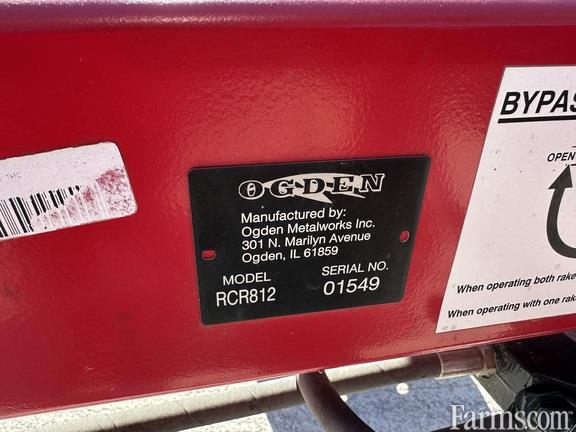 OGDEN
Manufactured by:
Ogden Metalworks Inc.
301 N. Marilyn Avenue
Ogden, IL 61859
MODEL SERIAL NO.
RCR812 01549
BYPAS
OPEN
When operating both rake
When operating with one rak
Farms.com